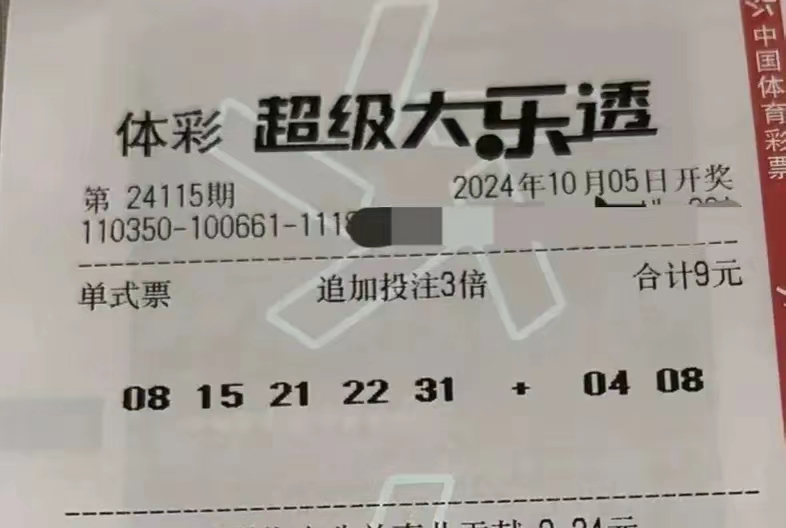 体彩 超级大乐透
第 24115期 2024年10月05日开奖
110350-100661-111
单式票 追加投注3倍 合计9元
08 15 21 22 31 + 04 08
中国体育彩票